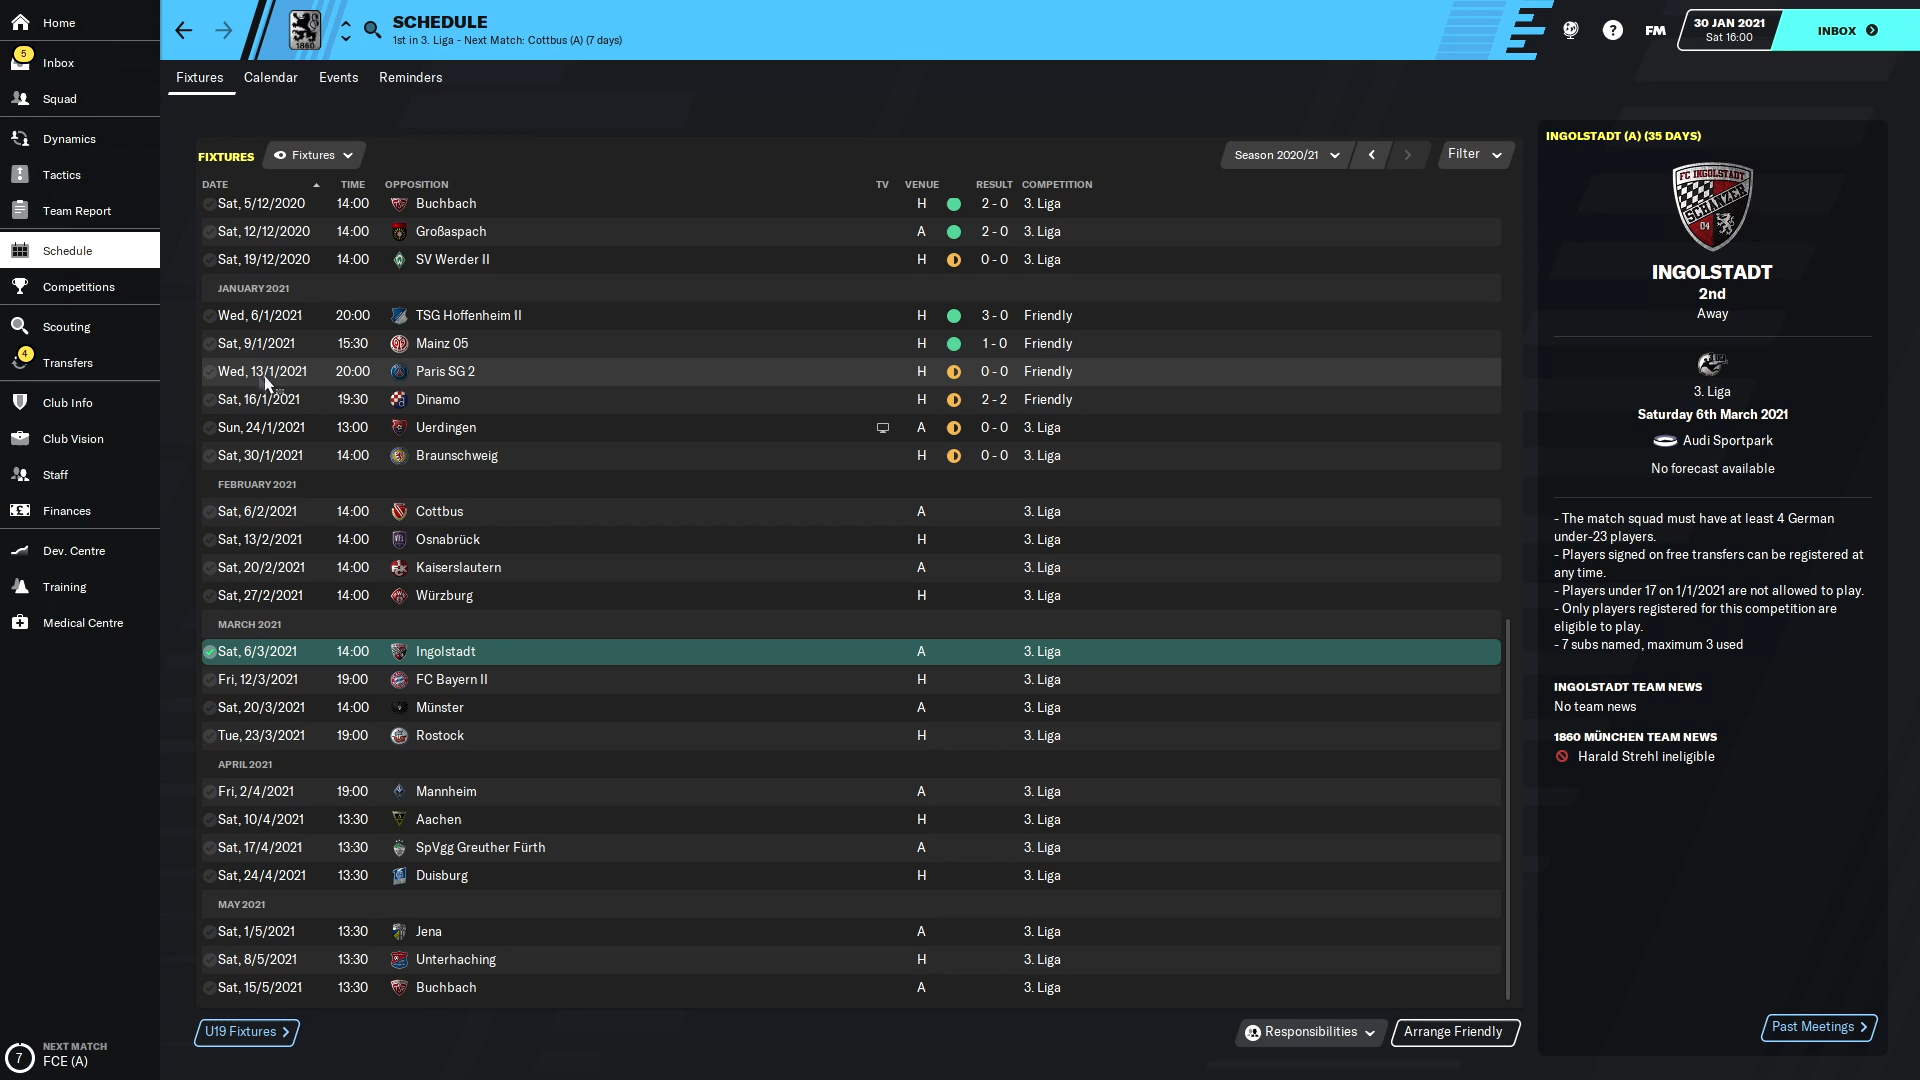 Home
5
Inbox
Squad
Dynamics
Tactics
Team Report
Schedule
Competitions
Scouting
4
Transfers
Club Info
Club Vision
Staff
Finances
Dev. Centre
Training
Medical Centre
7
NEXT MATCH
FCE (A)
1860
SCHEDULE
1st in 3. Liga - Next Match: Cottbus (A) (7 days)
?
FM
30 JAN 2021
Sat 16:00
INBOX
Fixtures Calendar Events Reminders
FIXTURES Fixtures Season 2020/21 Filter
DATE TIME OPPOSITION TV VENUE RESULT COMPETITION
Sat, 5/12/2020 14:00 Buchbach H 2 - 0 3. Liga
Sat, 12/12/2020 14:00 Großaspach A 2 - 0 3. Liga
Sat, 19/12/2020 14:00 SV Werder II H 0 - 0 3. Liga
JANUARY 2021
Wed, 6/1/2021 20:00 TSG Hoffenheim II H 3 - 0 Friendly
Sat, 9/1/2021 15:30 Mainz 05 H 1 - 0 Friendly
Wed, 13/1/2021 20:00 Paris SG 2 H 0 - 0 Friendly
Sat, 16/1/2021 19:30 Dinamo H 2 - 2 Friendly
Sun, 24/1/2021 13:00 Uerdingen A 0 - 0 3. Liga
Sat, 30/1/2021 14:00 Braunschweig H 0 - 0 3. Liga
FEBRUARY 2021
Sat, 6/2/2021 14:00 Cottbus A 3. Liga
Sat, 13/2/2021 14:00 Osnabrück H 3. Liga
Sat, 20/2/2021 14:00 Kaiserslautern A 3. Liga
Sat, 27/2/2021 14:00 Würzburg H 3. Liga
MARCH 2021
Sat, 6/3/2021 14:00 Ingolstadt A 3. Liga
Fri, 12/3/2021 19:00 FC Bayern II H 3. Liga
Sat, 20/3/2021 14:00 Münster A 3. Liga
Tue, 23/3/2021 19:00 Rostock H 3. Liga
APRIL 2021
Fri, 2/4/2021 19:00 Mannheim A 3. Liga
Sat, 10/4/2021 13:30 Aachen H 3. Liga
Sat, 17/4/2021 13:30 SpVgg Greuther Fürth A 3. Liga
Sat, 24/4/2021 13:30 Duisburg H 3. Liga
MAY 2021
Sat, 1/5/2021 13:30 Jena A 3. Liga
Sat, 8/5/2021 13:30 Unterhaching H 3. Liga
Sat, 15/5/2021 13:30 Buchbach A 3. Liga
U19 Fixtures Responsibilities Arrange Friendly
INGOLSTADT (A) (35 DAYS)
FC INGOLSTADT
SCHANZER
04
INGOLSTADT
2nd
Away
3. Liga
Saturday 6th March 2021
Audi Sportpark
No forecast available
- The match squad must have at least 4 German
under-23 players.
- Players signed on free transfers can be registered at
any time.
- Players under 17 on 1/1/2021 are not allowed to play.
- Only players registered for this competition are
eligible to play.
- 7 subs named, maximum 3 used
INGOLSTADT TEAM NEWS
No team news
1860 MÜNCHEN TEAM NEWS
Harald Strehl ineligible
Past Meetings